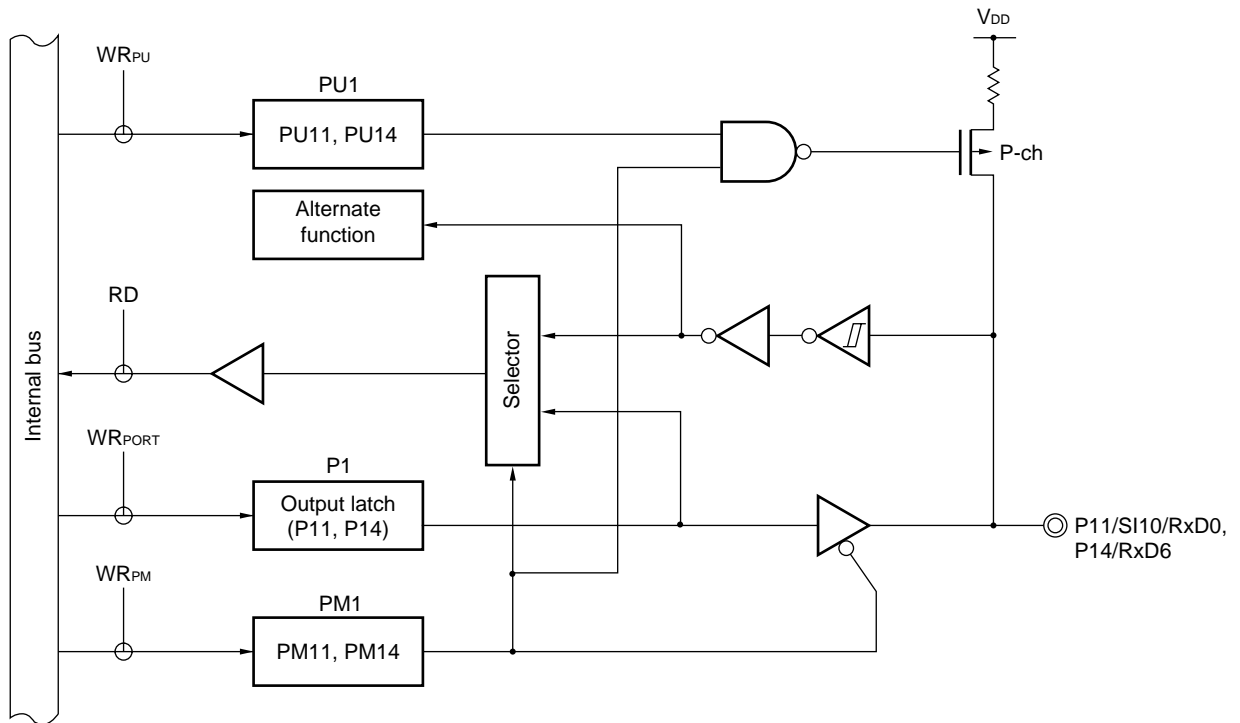 VDD
WRPU
PU1
PU11, PU14
P-ch
Alternate
function
RD
Selector
Internal bus
WRPORT
P1
Output latch
(P11, P14)
P11/SI10/RxD0,
P14/RxD6
WRPM
PM1
PM11, PM14